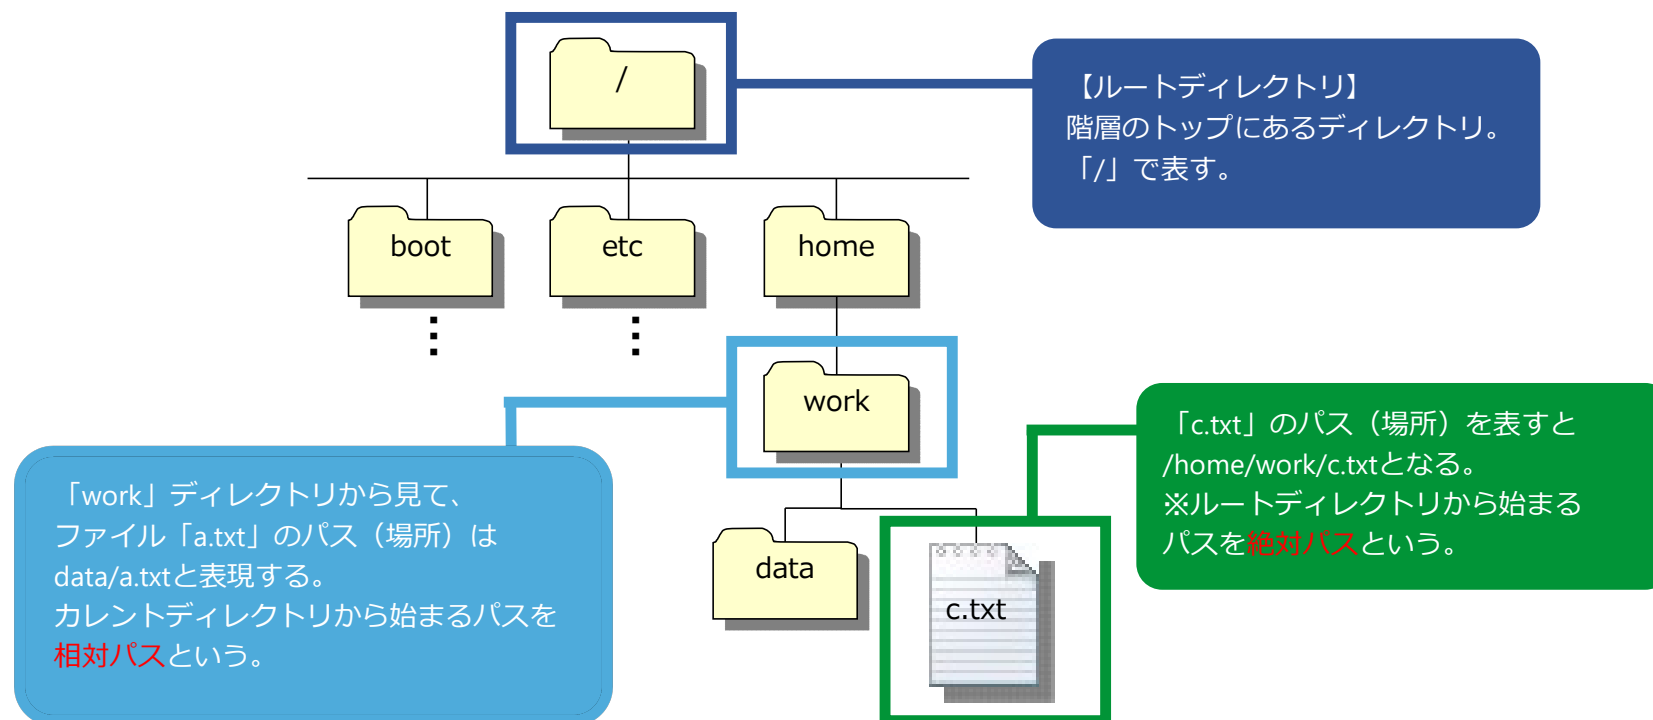 /
【ルートディレクトリ】
階層のトップにあるディレクトリ。
「/」で表す。
boot
etc
home
work
「work」ディレクトリから見て、
ファイル「a.txt」のパス（場所）は
data/a.txtと表現する。
カレントディレクトリから始まるパスを
相対パスという。
「c.txt」のパス（場所）を表すと
/home/work/c.txtとなる。
※ルートディレクトリから始まる
パスを絶対パスという。
data
c.txt